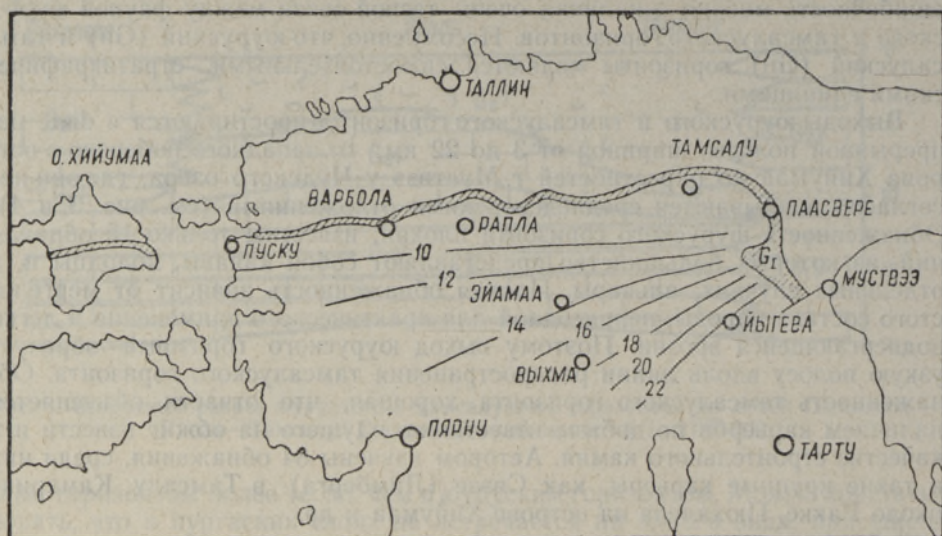 ТАЛЛИН
О. ХИЙУМАА
ТАМСАЛУ
ВАРБОЛА
ПААСВЕРЕ
ПУСКУ
РАПЛА
10
G₁
12
МУСТВЭЭ
ЭЙАМАА
ЙЫГЕВА
14
16
18
ВЫХМА
20
22
ПЯРНУ
ТАРТУ